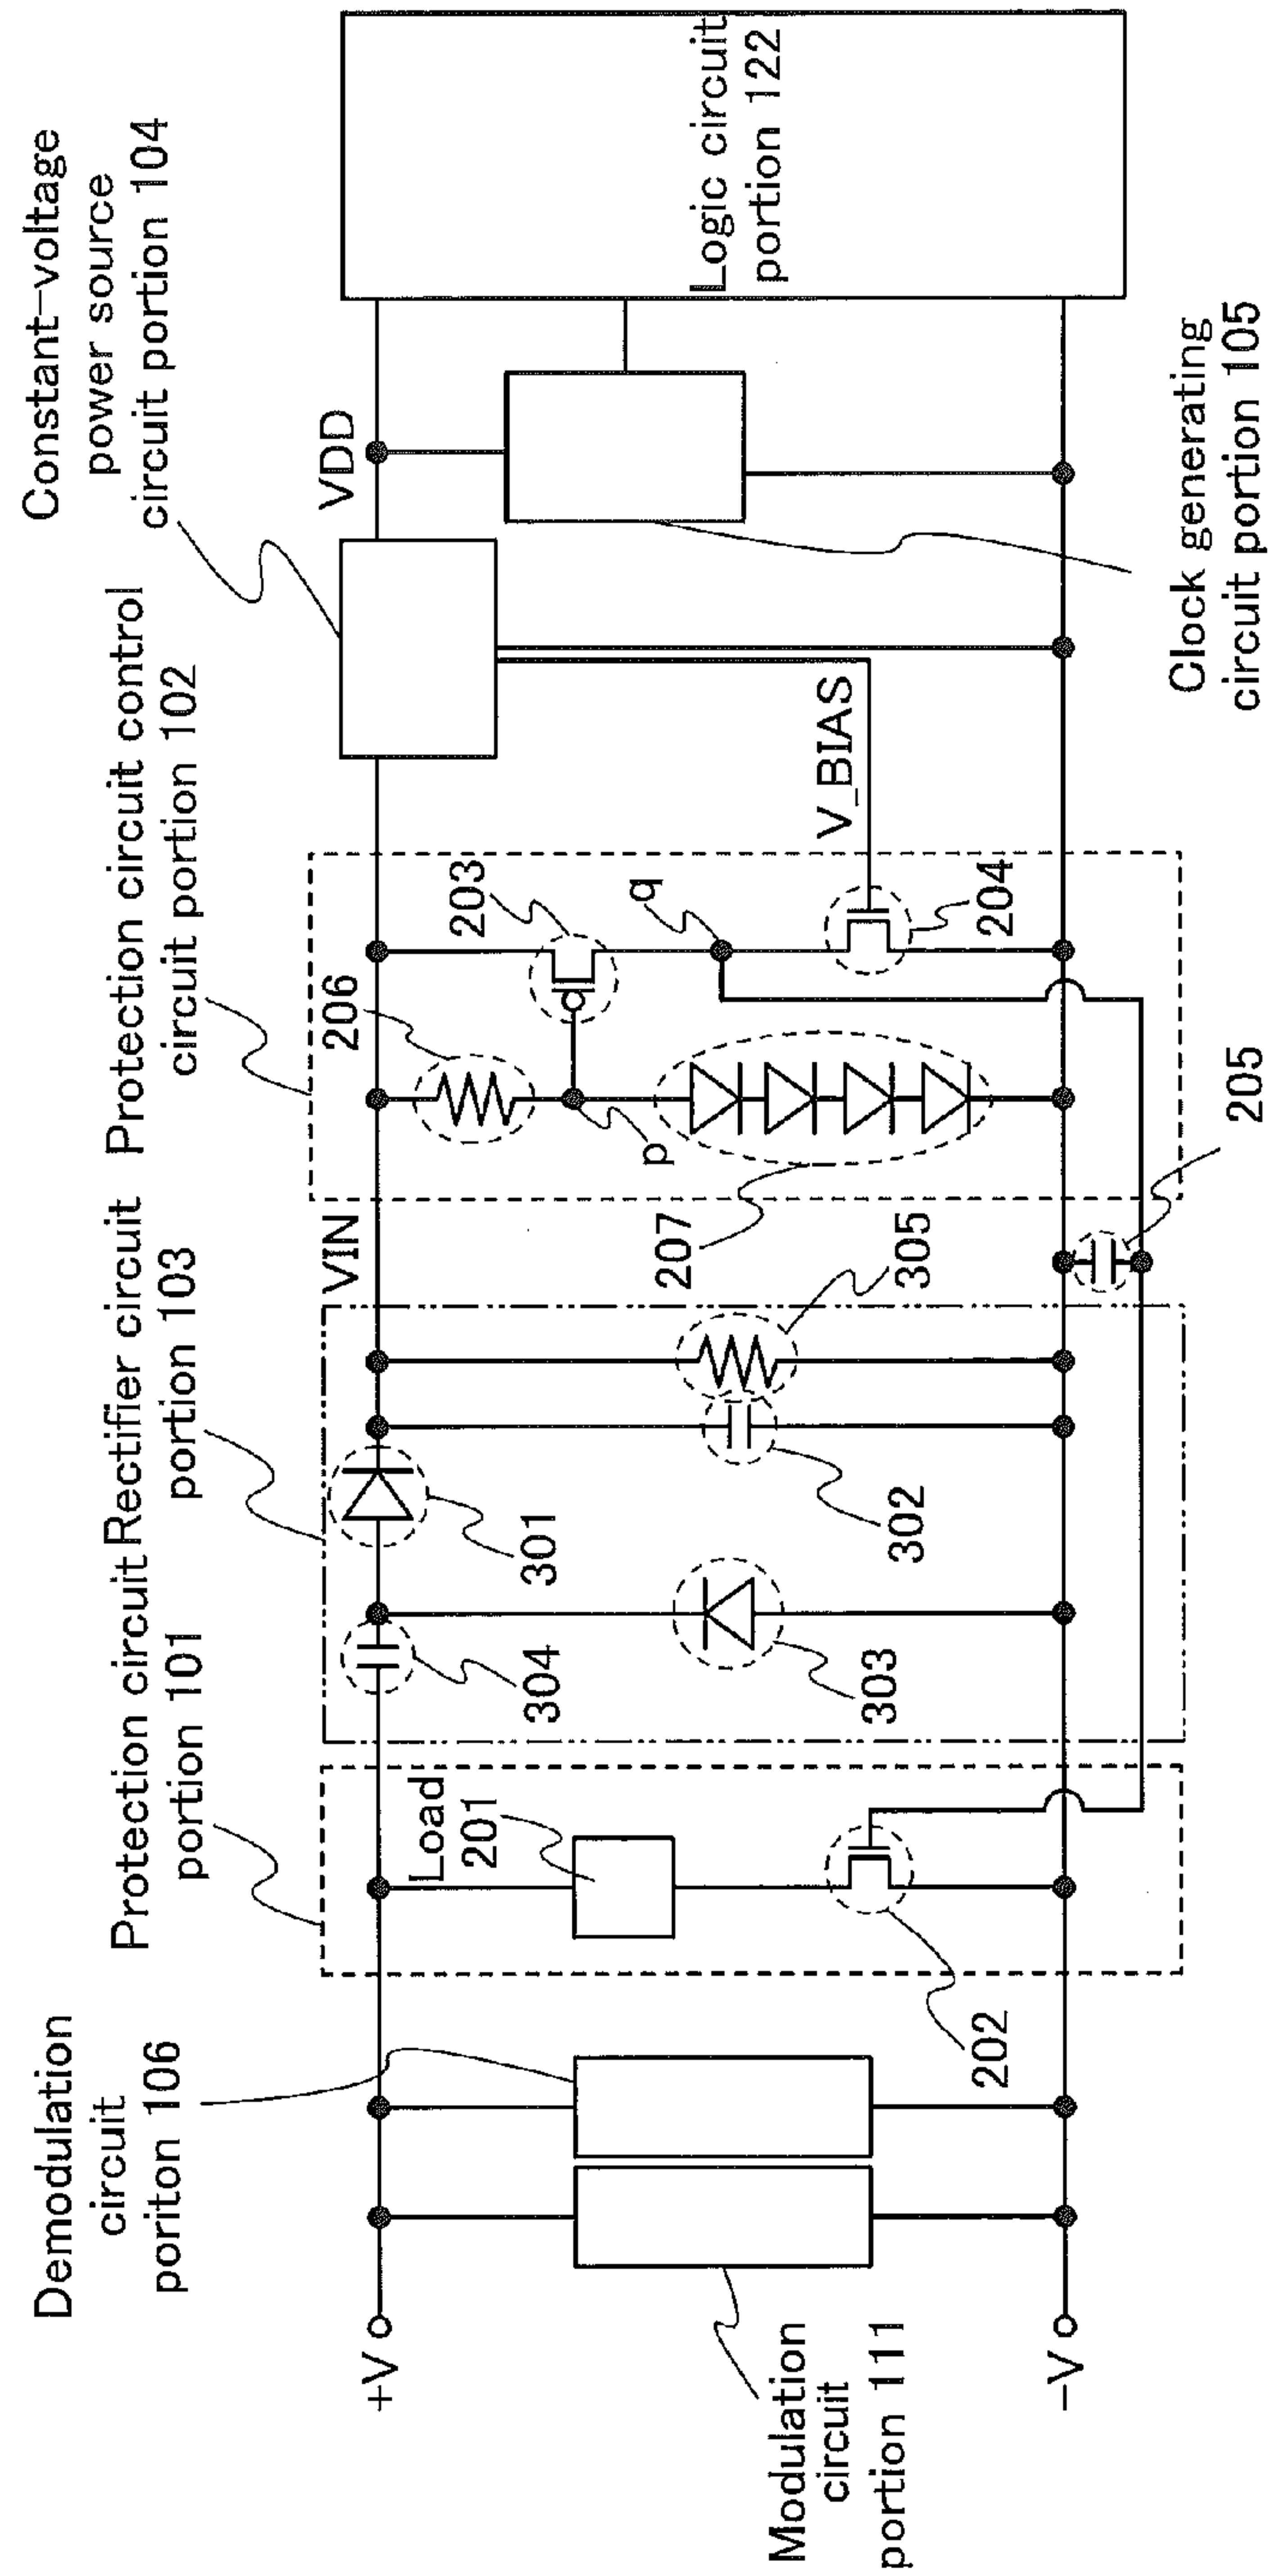 Demodulation
circuit
poriton 106
Protection circuit
portion 101
Rectifier circuit
portion 103
Protection circuit control
circuit portion 102
Constant-voltage
power source
circuit portion 104
+V
Load
201
304
301
VIN
206
203
VDD
p
q
V_BIAS
207
305
302
303
202
204
Logic circuit
portion 122
-V
205
Modulation
circuit
portion 111
Clock generating
circuit portion 105